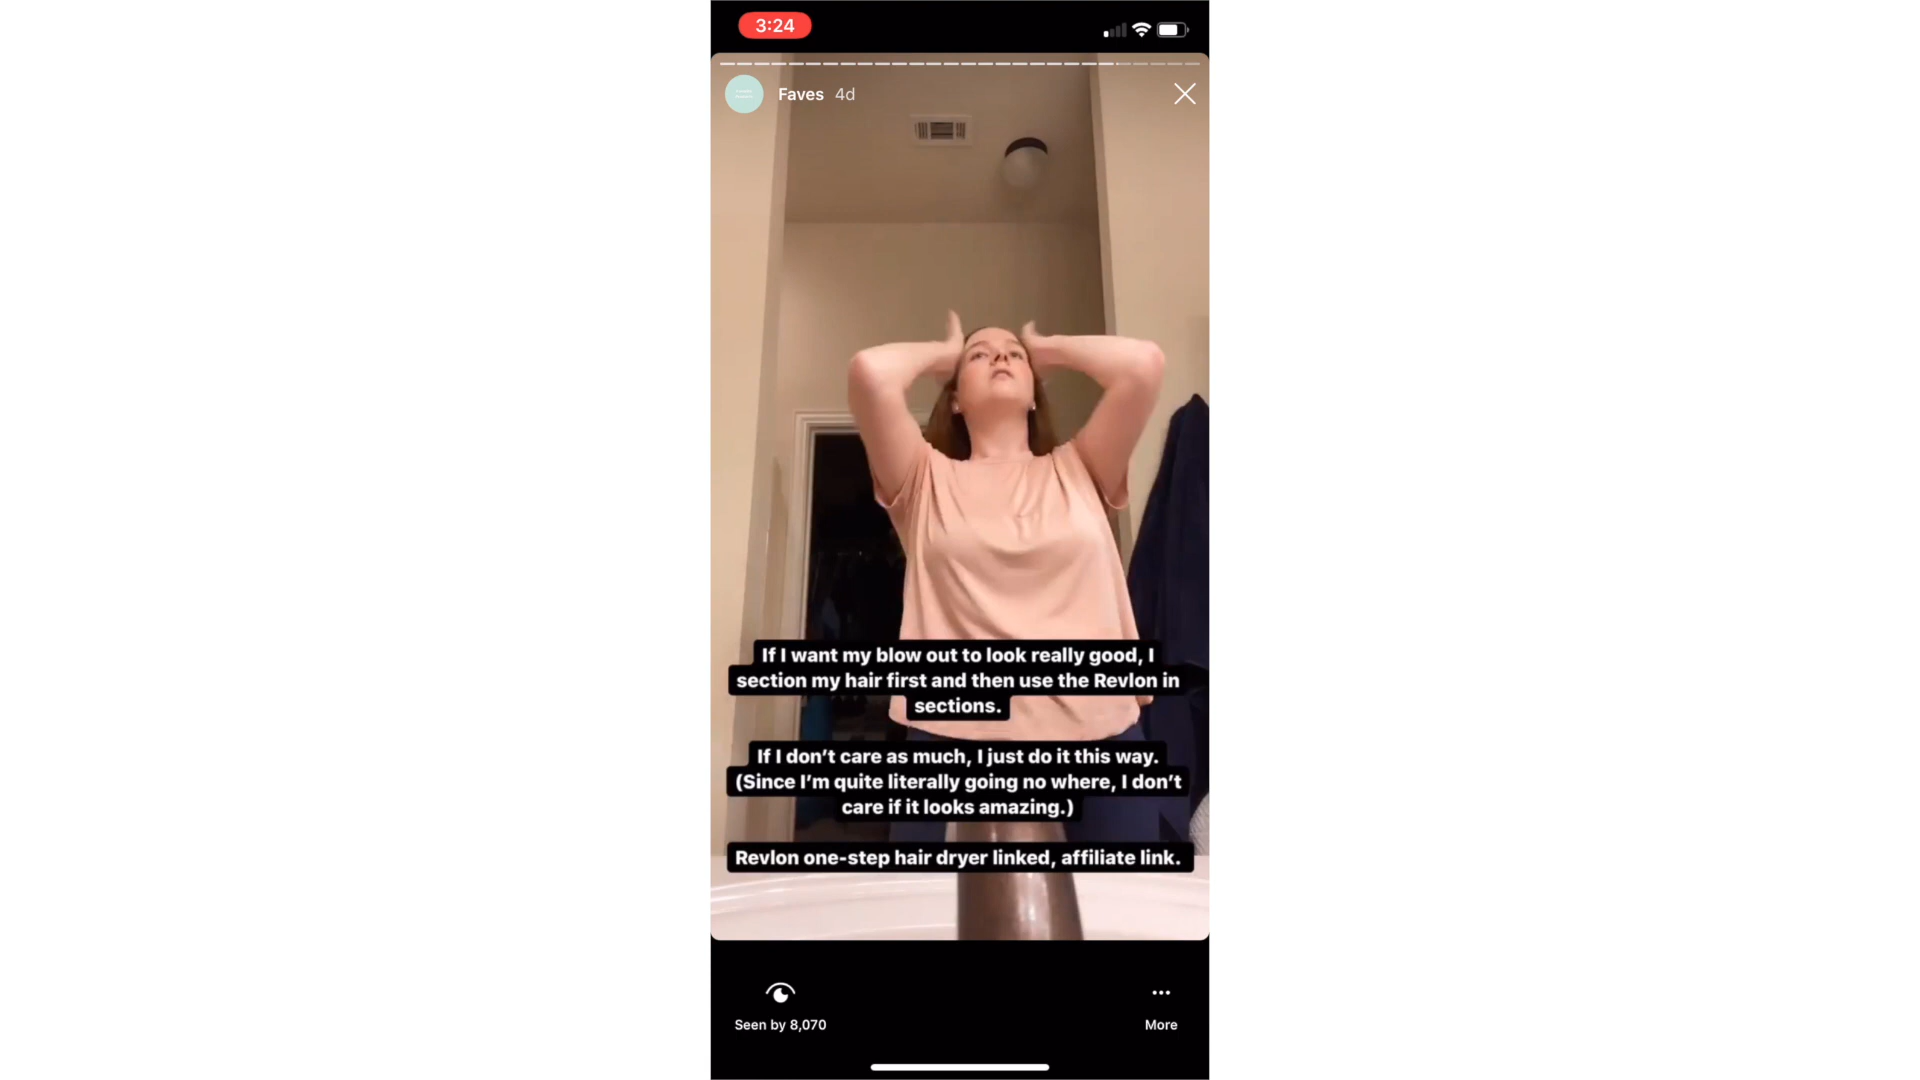 3:24
Faves 4d
If I want my blow out to look really good, I
section my hair first and then use the Revlon in
sections.
If I don’t care as much, I just do it this way.
(Since I’m quite literally going no where, I don’t
care if it looks amazing.)
Revlon one-step hair dryer linked, affiliate link.
Seen by 8,070
More